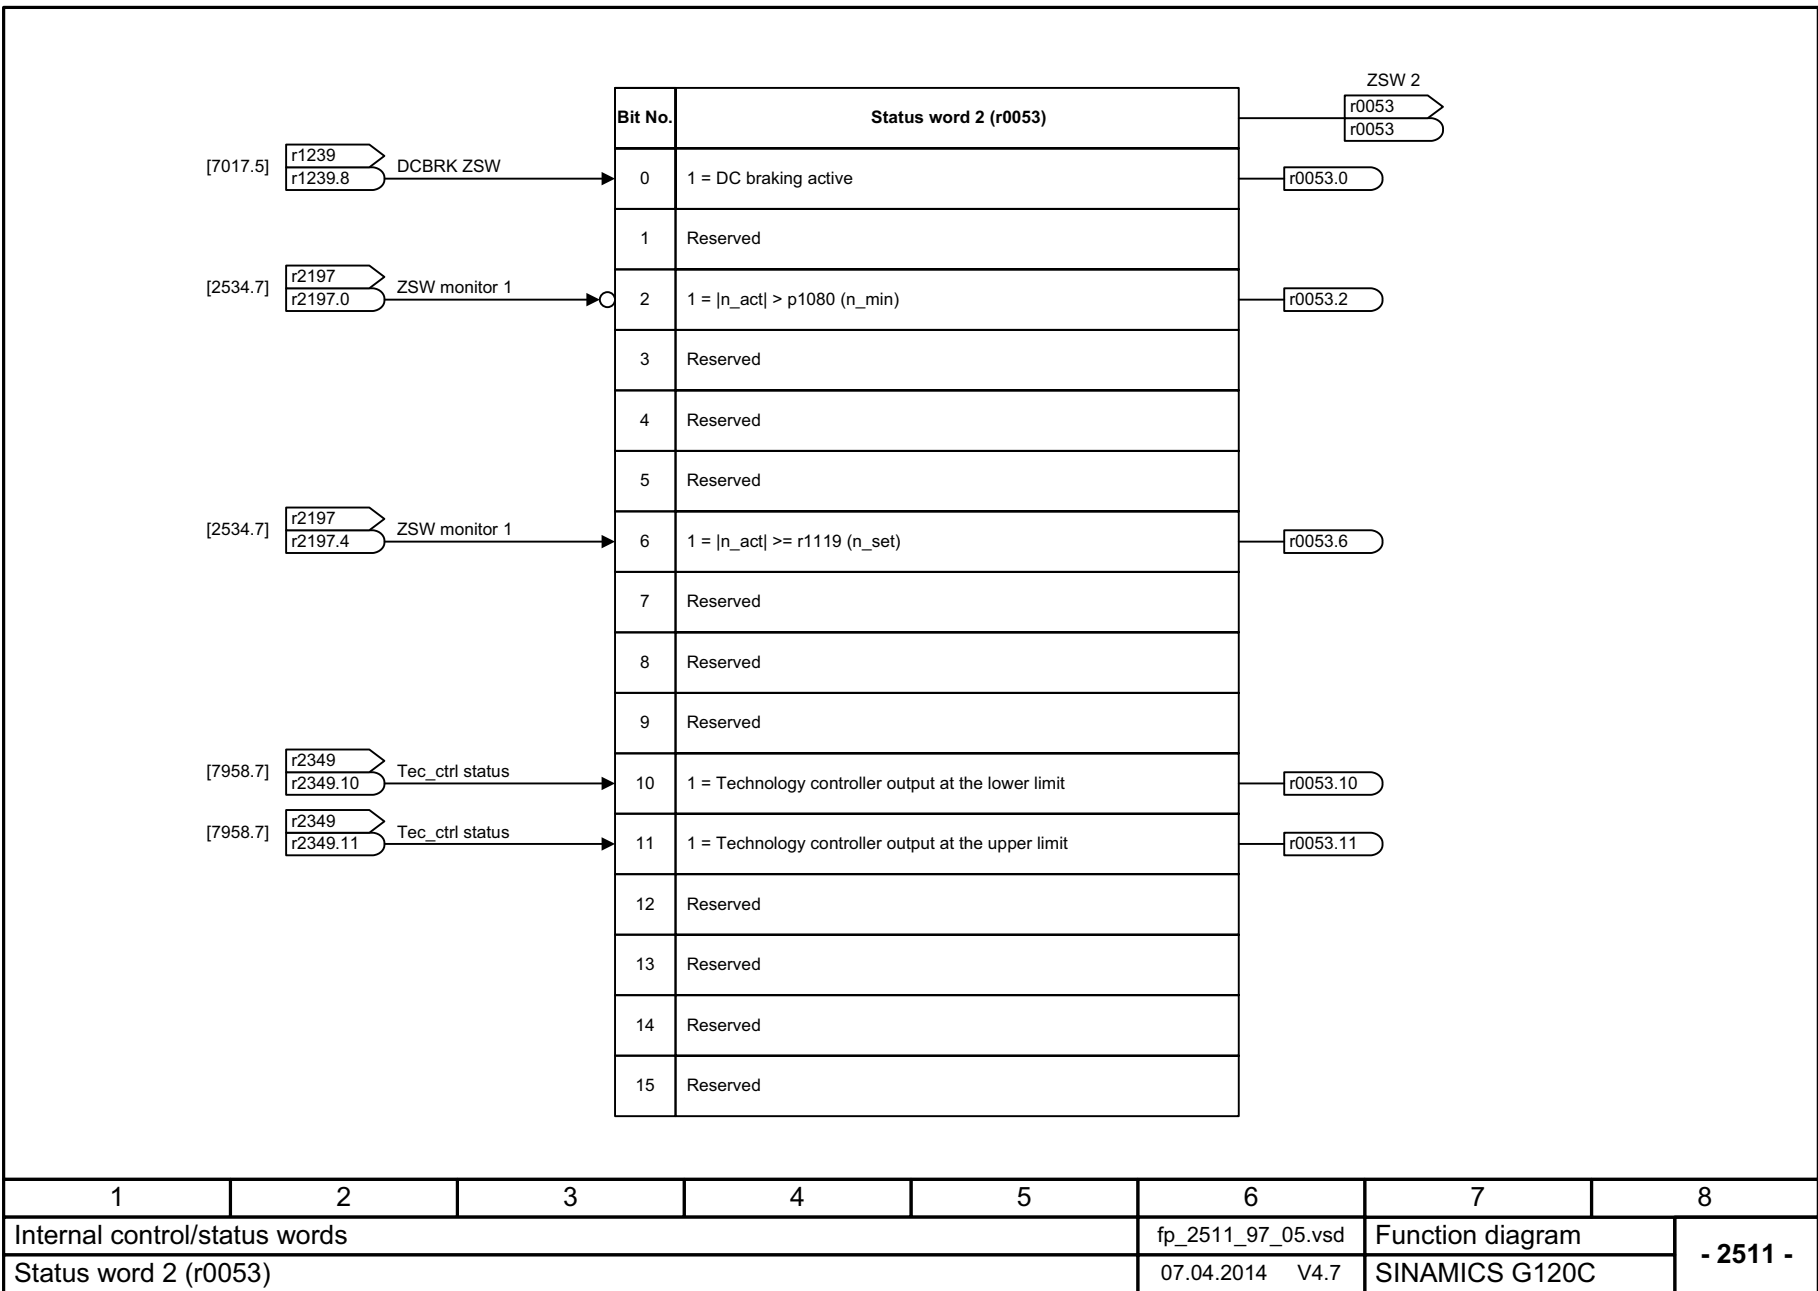 ZSW 2
Bit No. Status word 2 (r0053) r0053
r0053
[7017.5] r1239 DCBRK ZSW
r1239.8 0 1 = DC braking active r0053.0
1 Reserved
[2534.7] r2197 ZSW monitor 1
r2197.0 2 1 = |n_act| > p1080 (n_min) r0053.2
3 Reserved
4 Reserved
5 Reserved
[2534.7] r2197 ZSW monitor 1
r2197.4 6 1 = |n_act| >= r1119 (n_set) r0053.6
7 Reserved
8 Reserved
9 Reserved
[7958.7] r2349 Tec_ctrl status
r2349.10 10 1 = Technology controller output at the lower limit r0053.10
[7958.7] r2349 Tec_ctrl status
r2349.11 11 1 = Technology controller output at the upper limit r0053.11
12 Reserved
13 Reserved
14 Reserved
15 Reserved
1 2 3 4 5 6 7 8
Internal control/status words fp_2511_97_05.vsd Function diagram - 2511 -
Status word 2 (r0053) 07.04.2014 V4.7 SINAMICS G120C